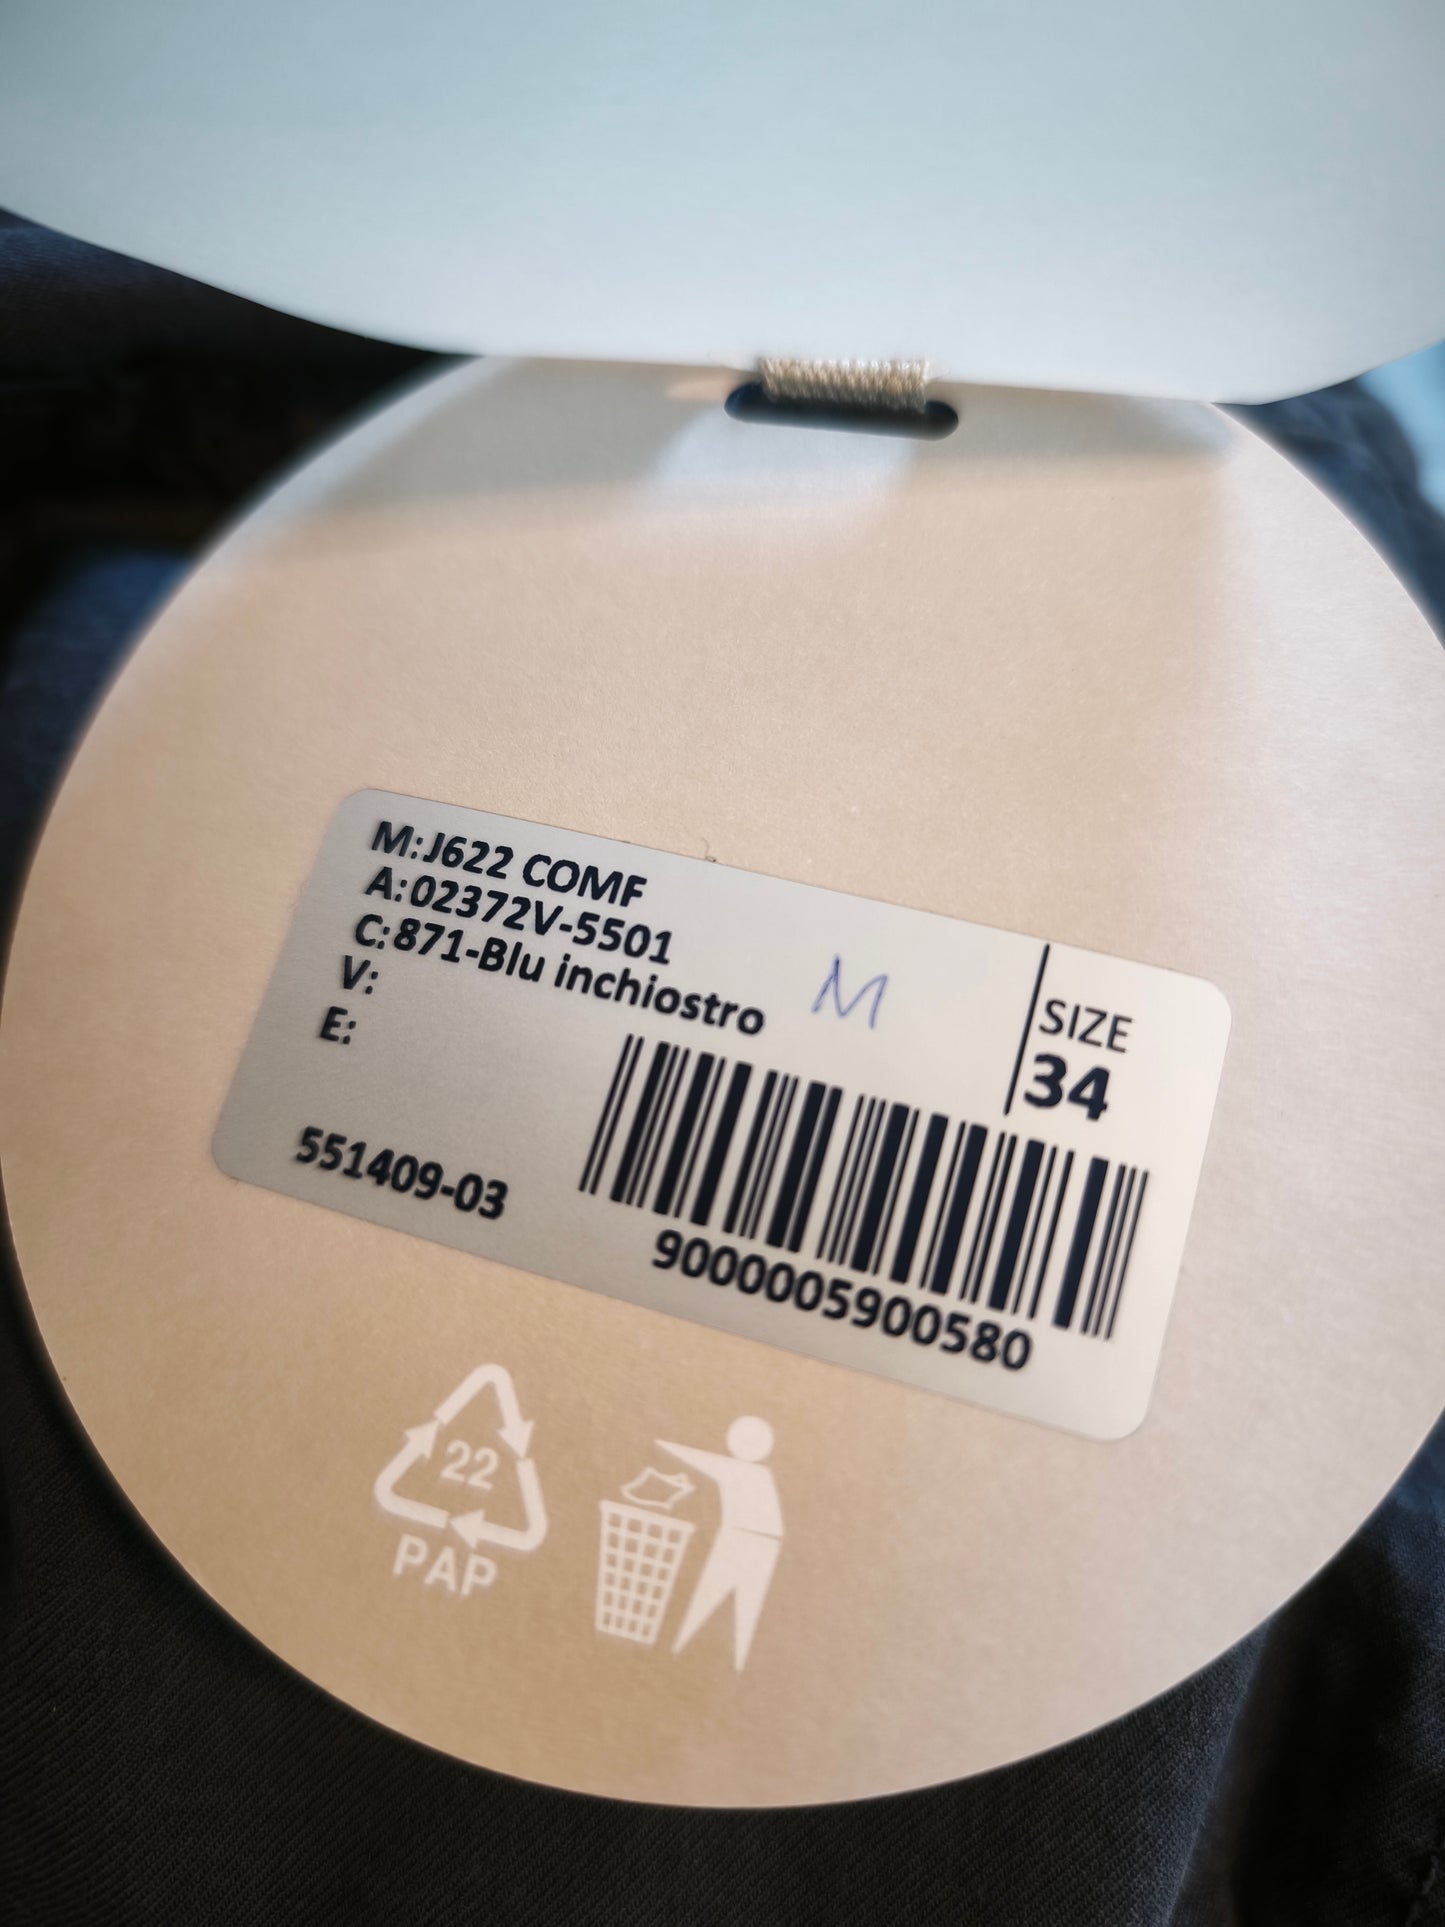 M:J622 COMF
A:02372V-5501
C:871-Blu inchiostro
V:
E:
M
SIZE
34
551409-03
9000005900580
22
PAP